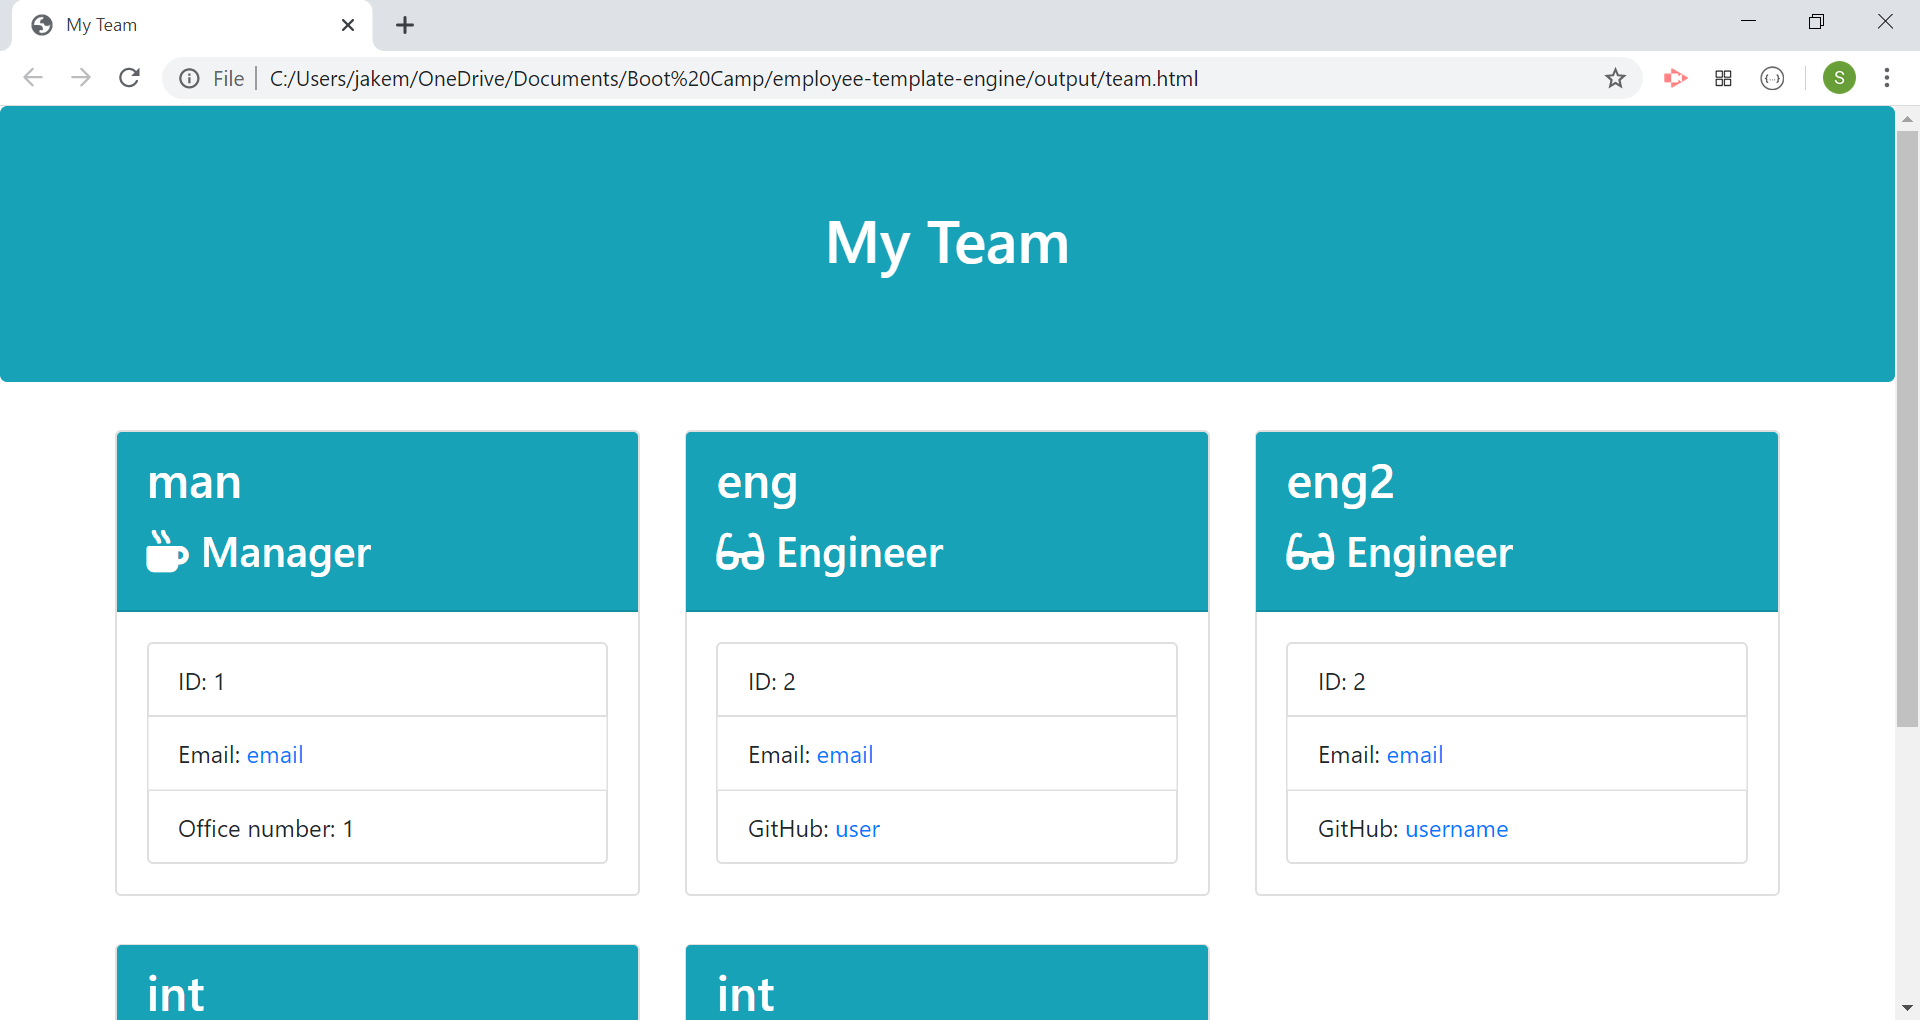 My Team
File
C:/Users/jakem/OneDrive/Documents/Boot%20Camp/employee-template-engine/output/team.html
S
My Team
man
Manager
ID: 1
Email: email
Office number: 1
eng
Engineer
ID: 2
Email: email
GitHub: user
eng2
Engineer
ID: 2
Email: email
GitHub: username
int
int